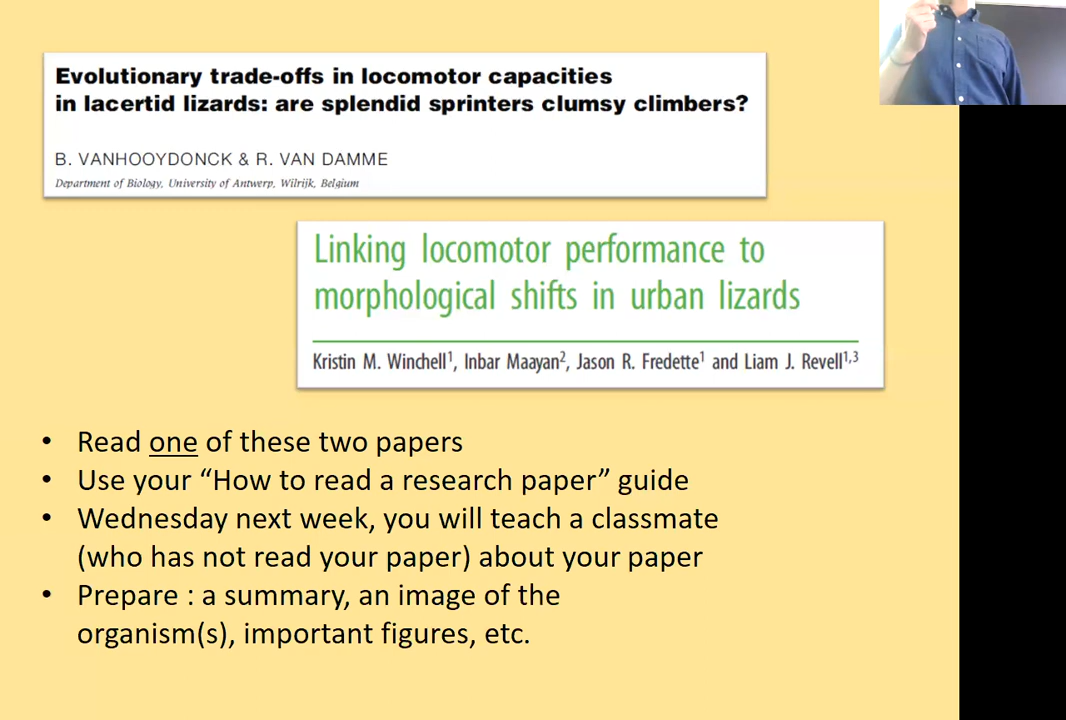 Evolutionary trade-offs in locomotor capacities
in lacertid lizards: are splendid sprinters clumsy climbers?
B. VANHOOYDONCK & R. VAN DAMME
Department of Biology, University of Antwerp, Wilrijk, Belgium
Linking locomotor performance to
morphological shifts in urban lizards
Kristin M. Winchell1, Inbar Maayan2, Jason R. Fredette1 and Liam J. Revell1,3
• Read one of these two papers
• Use your “How to read a research paper” guide
• Wednesday next week, you will teach a classmate
(who has not read your paper) about your paper
• Prepare : a summary, an image of the
organism(s), important figures, etc.